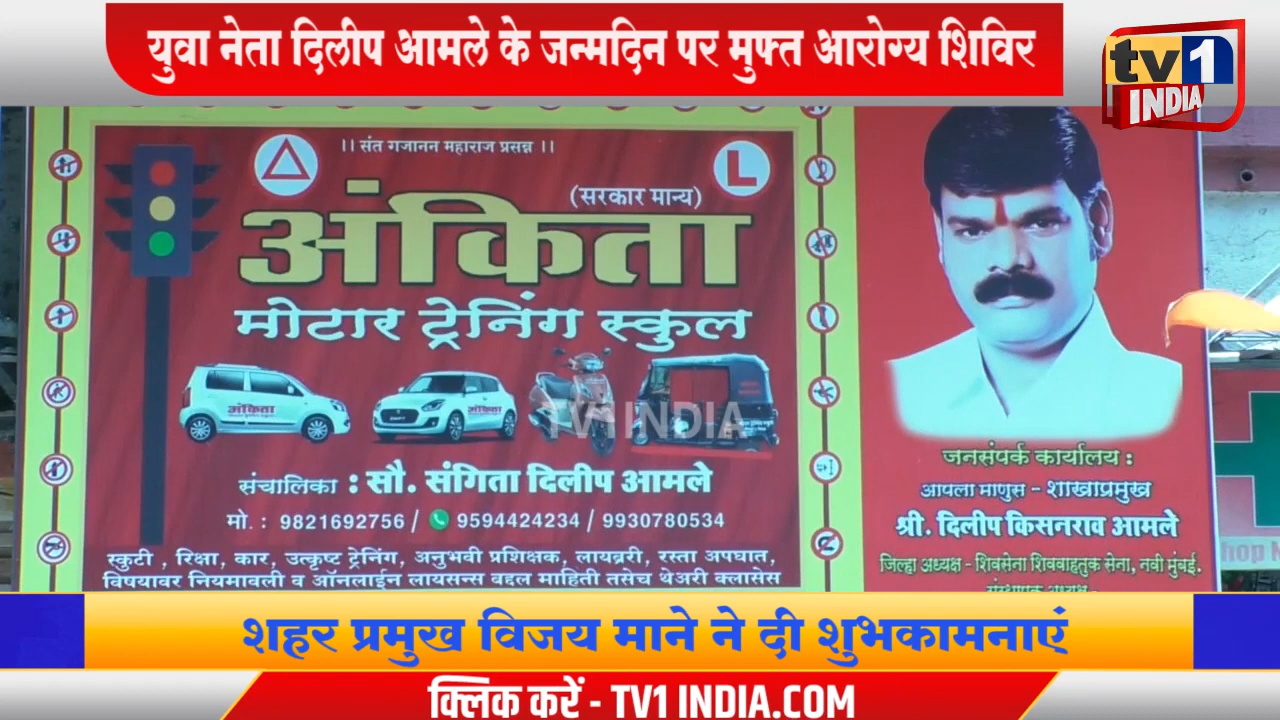 युवा नेता दिलीप आमले के जन्मदिन पर मुफ्त आरोग्य शिविर
tv1
INDIA
।। संत गजानन महाराज प्रसन्न ।।
L
(सरकार मान्य)
अंकिता
मोटार ट्रेनिंग स्कुल
अंकिता
अंकिता
TV1 INDIA
संचालिका : सौ. संगिता दिलीप आमले
मो. : 9821692756 / 9594424234 / 9930780534
स्कुटी , रिक्षा, कार, उत्कृष्ट ट्रेनिंग, अनुभवी प्रशिक्षक, लायब्ररी, रस्ता अपघात,
विषयावर नियमावली व ऑनलाईन लायसन्स बद्दल माहिती तसेच थेअरी क्लासेस
जनसंपर्क कार्यालय :
आपला माणुस - शाखाप्रमुख
श्री. दिलीप किसनराव आमले
जिल्हा अध्यक्ष - शिवसेना शिववाहतुक सेना, नवी मुंबई.
शहर प्रमुख विजय माने ने दी शुभकामनाएं
क्लिक करें - TV1 INDIA.COM